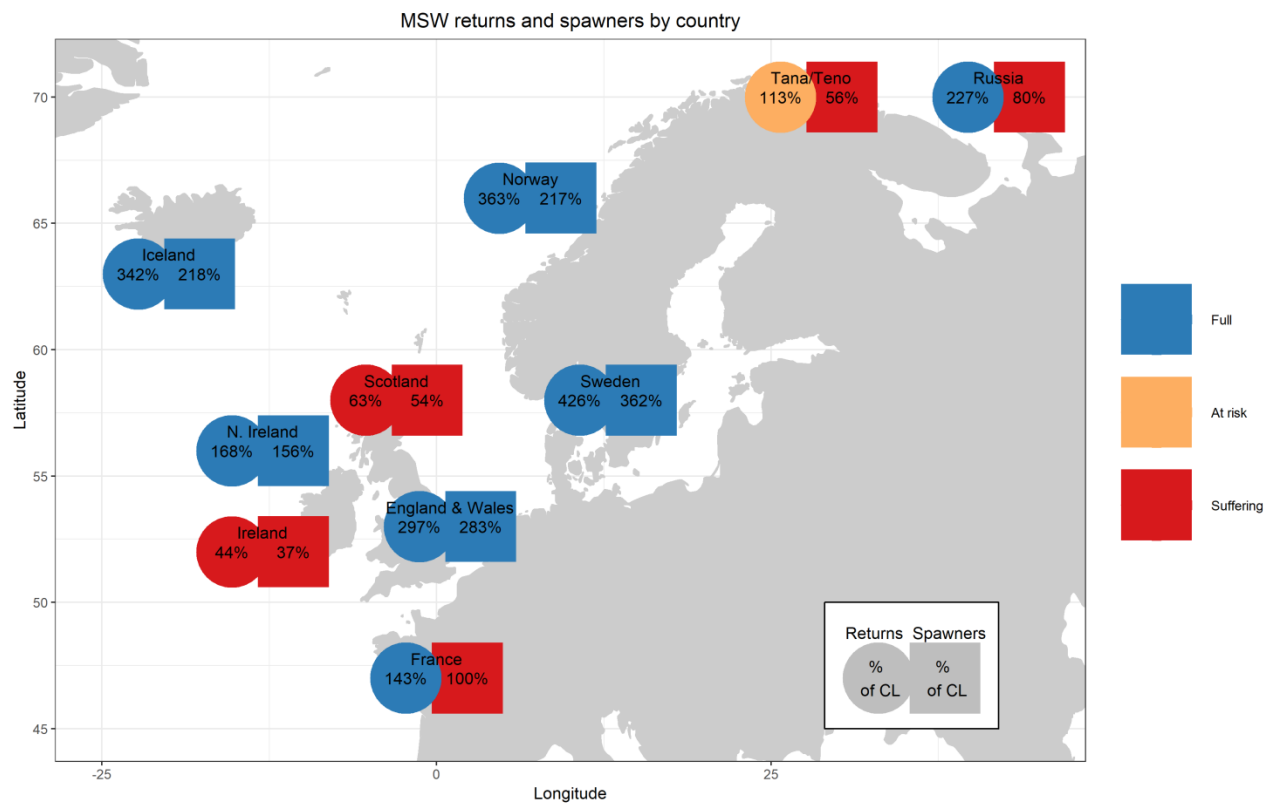 MSW returns and spawners by country
Tana/Teno
113% 56%
Russia
227% 80%
70
Norway
363% 217%
65
Iceland
342% 218%
60
Scotland
63% 54%
Sweden
426% 362%
N. Ireland
168% 156%
55
England & Wales
297% 283%
Ireland
44% 37%
50
France
143% 100%
45
Returns Spawners
% %
of CL of CL
-25 0 25
Longitude
Latitude
Full
At risk
Suffering